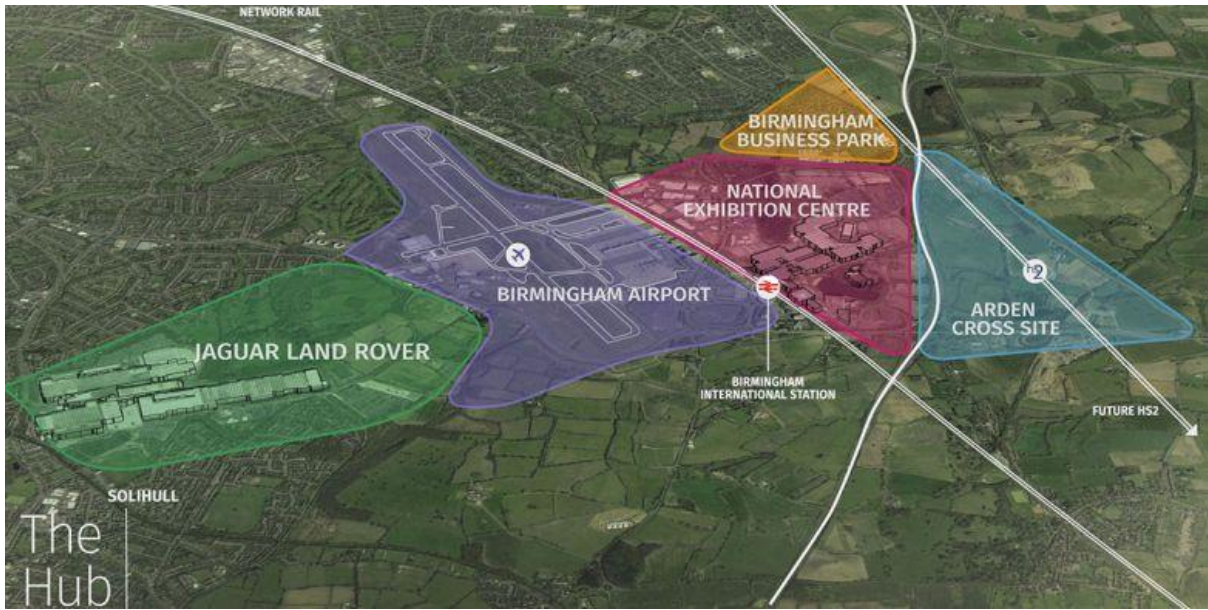 NETWORK RAIL
BIRMINGHAM
BUSINESS PARK
NATIONAL
EXHIBITION CENTRE
BIRMINGHAM AIRPORT
hs2
ARDEN
CROSS SITE
JAGUAR LAND ROVER
BIRMINGHAM
INTERNATIONAL STATION
FUTURE HS2
SOLIHULL
The
Hub